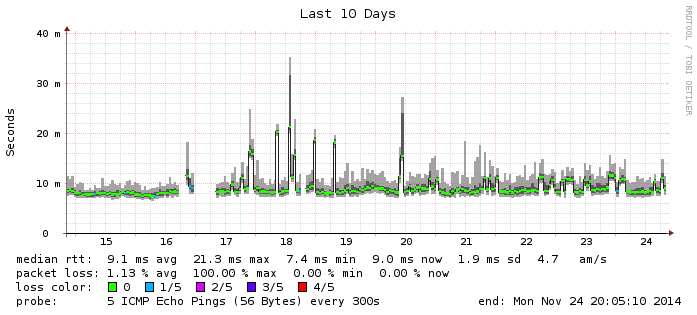 Last 10 Days
RRDTOOL / TOBI OETIKER
Seconds
40 m
30 m
20 m
10 m
0
15 16 17 18 19 20 21 22 23 24
median rtt: 9.1 ms avg 21.3 ms max 7.4 ms min 9.0 ms now 1.9 ms sd 4.7 am/s
packet loss: 1.13 % avg 100.00 % max 0.00 % min 0.00 % now
loss color: 0 1/5 2/5 3/5 4/5
probe: 5 ICMP Echo Pings (56 Bytes) every 300s end: Mon Nov 24 20:05:10 2014